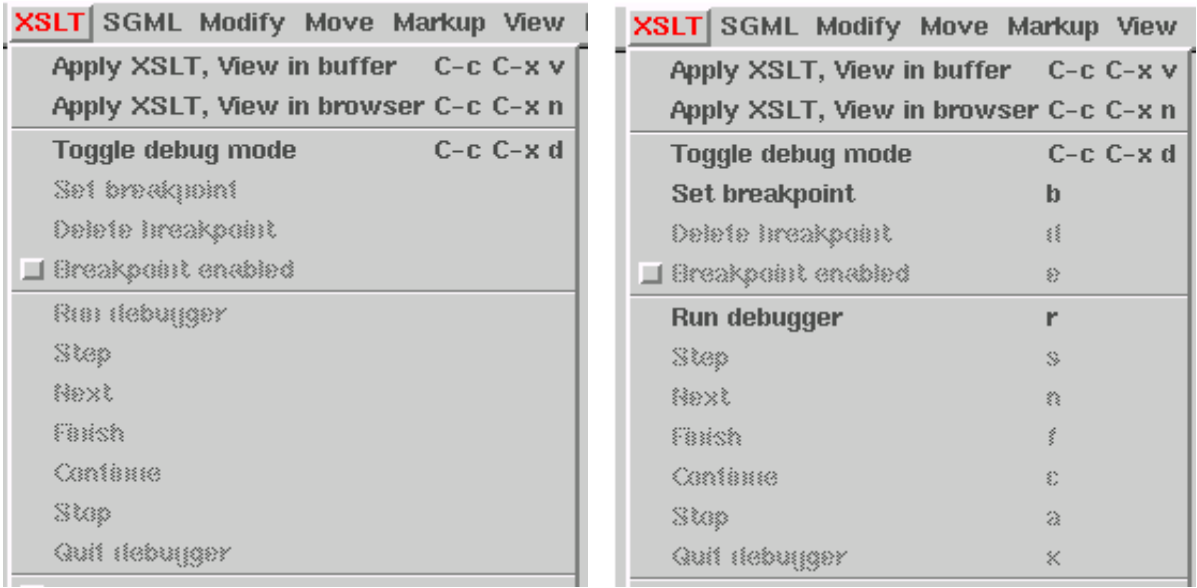 XSLT SGML Modify Move Markup View
Apply XSLT, View in buffer C-c C-x v
Apply XSLT, View in browser C-c C-x n
Toggle debug mode C-c C-x d
Set breakpoint
Delete breakpoint
Breakpoint enabled
Run debugger
Step
Next
Finish
Continue
Stop
Quit debugger
XSLT SGML Modify Move Markup View
Apply XSLT, View in buffer C-c C-x v
Apply XSLT, View in browser C-c C-x n
Toggle debug mode C-c C-x d
Set breakpoint b
Delete breakpoint d
Breakpoint enabled e
Run debugger r
Step s
Next n
Finish f
Continue c
Stop a
Quit debugger x